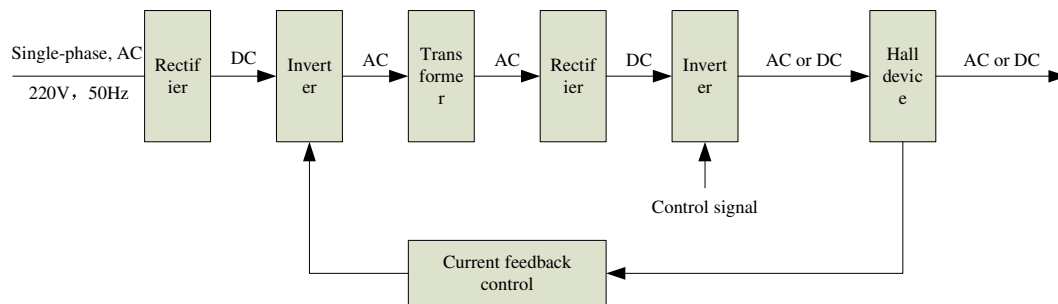 Single-phase, AC
220V，50Hz
Rectif
ier
DC
Invert
er
AC
Trans
forme
r
AC
Rectif
ier
DC
Invert
er
AC or DC
Hall
devic
e
AC or DC
Control signal
Current feedback
control